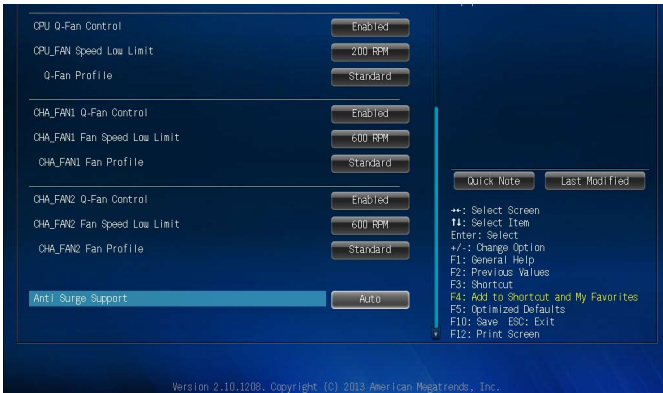 CPU Q-Fan Control Enabled
CPU_FAN Speed Low Limit 200 RPM
Q-Fan Profile Standard
CHA_FAN1 Q-Fan Control Enabled
CHA_FAN1 Fan Speed Low Limit 600 RPM
CHA_FAN1 Fan Profile Standard
CHA_FAN2 Q-Fan Control Enabled
CHA_FAN2 Fan Speed Low Limit 600 RPM
CHA_FAN2 Fan Profile Standard
Anti Surge Support Auto
Quick Note Last Modified
→←: Select Screen
↑↓: Select Item
Enter: Select
+/-: Change Option
F1: General Help
F2: Previous Values
F3: Shortcut
F4: Add to Shortcut and My Favorites
F5: Optimized Defaults
F10: Save ESC: Exit
F12: Print Screen
Version 2.10.1208. Copyright (C) 2013 American Megatrends, Inc.